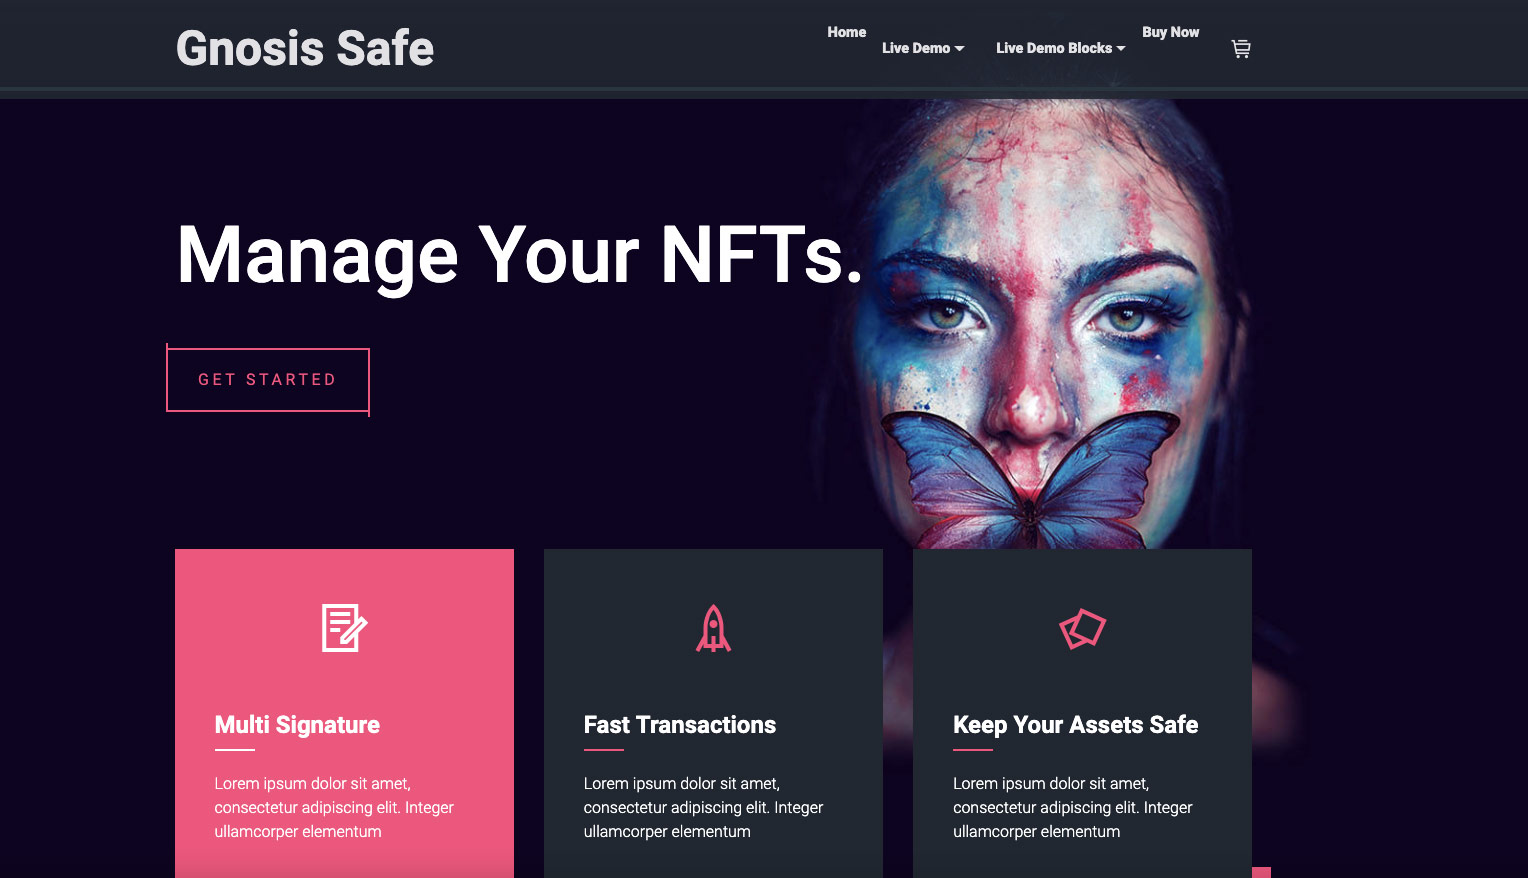 Gnosis Safe
Home
Live Demo
Live Demo Blocks
Buy Now
Manage Your NFTs.
GET STARTED
Multi Signature
Lorem ipsum dolor sit amet,
consectetur adipiscing elit. Integer
ullamcorper elementum
Fast Transactions
Lorem ipsum dolor sit amet,
consectetur adipiscing elit. Integer
ullamcorper elementum
Keep Your Assets Safe
Lorem ipsum dolor sit amet,
consectetur adipiscing elit. Integer
ullamcorper elementum